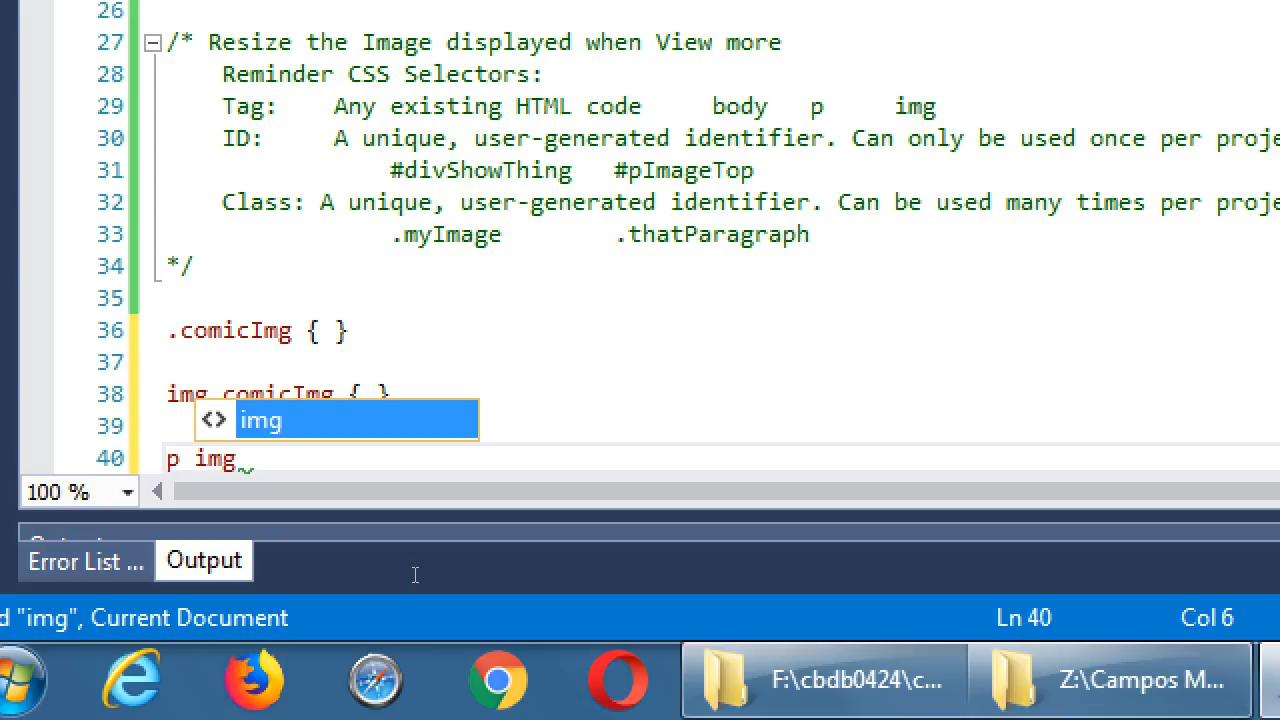 26
27 /* Resize the Image displayed when View more
28 Reminder CSS Selectors:
29 Tag: Any existing HTML code body p img
30 ID: A unique, user-generated identifier. Can only be used once per proje
31 #divShowThing #pImageTop
32 Class: A unique, user-generated identifier. Can be used many times per proje
33 .myImage .thatParagraph
34 */
35
36 .comicImg { }
37
38 img.comicImg { }
39 img
40 p img
100 %
Error List ... Output
d "img", Current Document Ln 40 Col 6
F:\cbdb0424\c... Z:\Campos M...